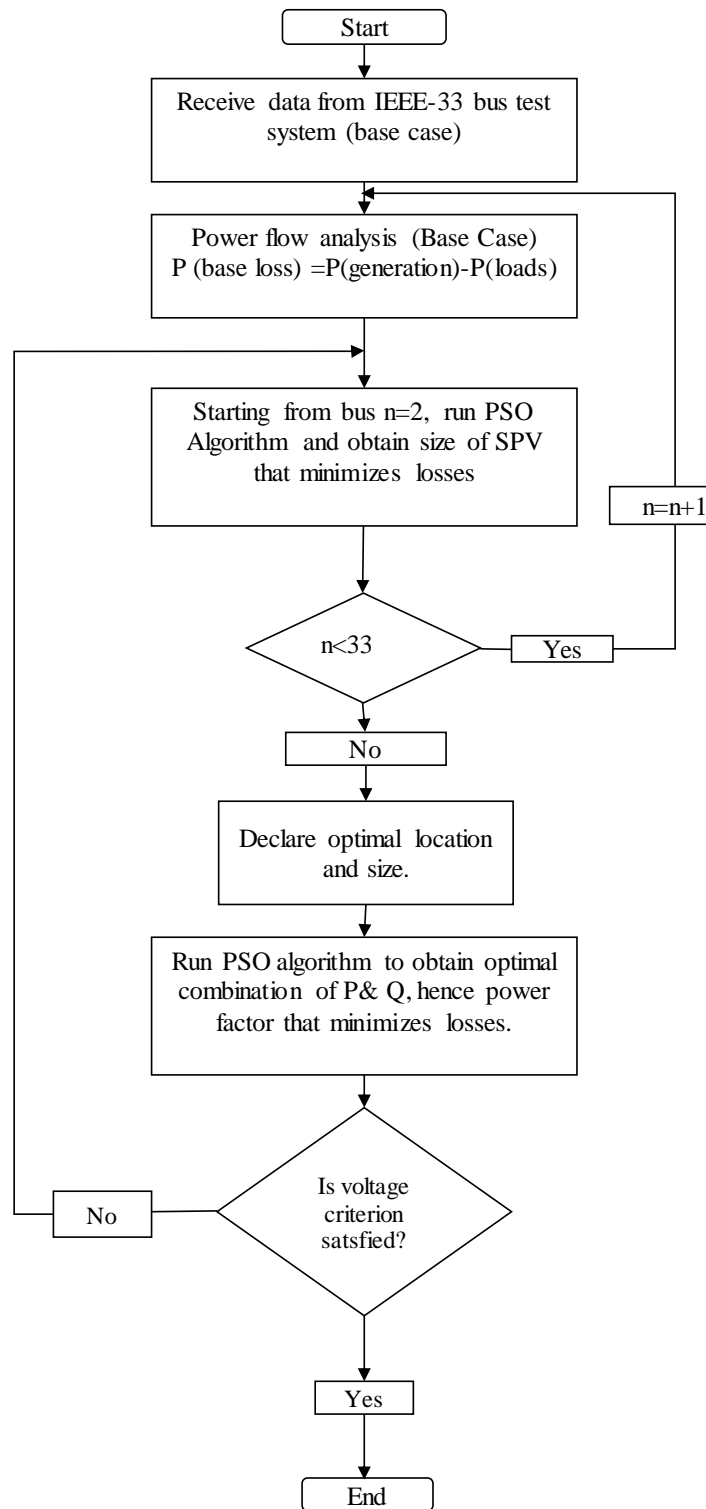 Start
Receive data from IEEE-33 bus test
system (base case)
Power flow analysis (Base Case)
P (base loss) =P(generation)-P(loads)
Starting from bus n=2, run PSO
Algorithm and obtain size of SPV
that minimizes losses
n=n+1
n<33
Yes
No
Declare optimal location
and size.
Run PSO algorithm to obtain optimal
combination of P& Q, hence power
factor that minimizes losses.
Is voltage
criterion
satsfied?
No
Yes
End